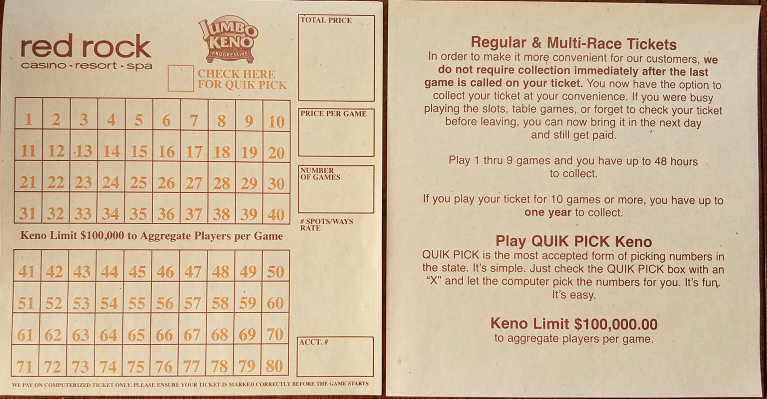 red rock
casino · resort · spa
JUMBO
KENO
PROGRESSIVE
CHECK HERE
FOR QUIK PICK
TOTAL PRICE
PRICE PER GAME
NUMBER
OF GAMES
# SPOTS/WAYS
RATE
ACCT. #
1 2 3 4 5 6 7 8 9 10
11 12 13 14 15 16 17 18 19 20
21 22 23 24 25 26 27 28 29 30
31 32 33 34 35 36 37 38 39 40
Keno Limit $100,000 to Aggregate Players per Game
41 42 43 44 45 46 47 48 49 50
51 52 53 54 55 56 57 58 59 60
61 62 63 64 65 66 67 68 69 70
71 72 73 74 75 76 77 78 79 80
WE PAY ON COMPUTERIZED TICKET ONLY. PLEASE ENSURE YOUR TICKET IS MARKED CORRECTLY BEFORE THE GAME STARTS
Regular & Multi-Race Tickets
In order to make it more convenient for our customers, we
do not require collection immediately after the last
game is called on your ticket. You now have the option to
collect your ticket at your convenience. If you were busy
playing the slots, table games, or forget to check your ticket
before leaving, you can now bring it in the next day
and still get paid.
Play 1 thru 9 games and you have up to 48 hours
to collect.
If you play your ticket for 10 games or more, you have up to
one year to collect.
Play QUIK PICK Keno
QUIK PICK is the most accepted form of picking numbers in
the state. It's simple. Just check the QUIK PICK box with an
"X" and let the computer pick the numbers for you. It's fun,
It's easy.
Keno Limit $100,000.00
to aggregate players per game.